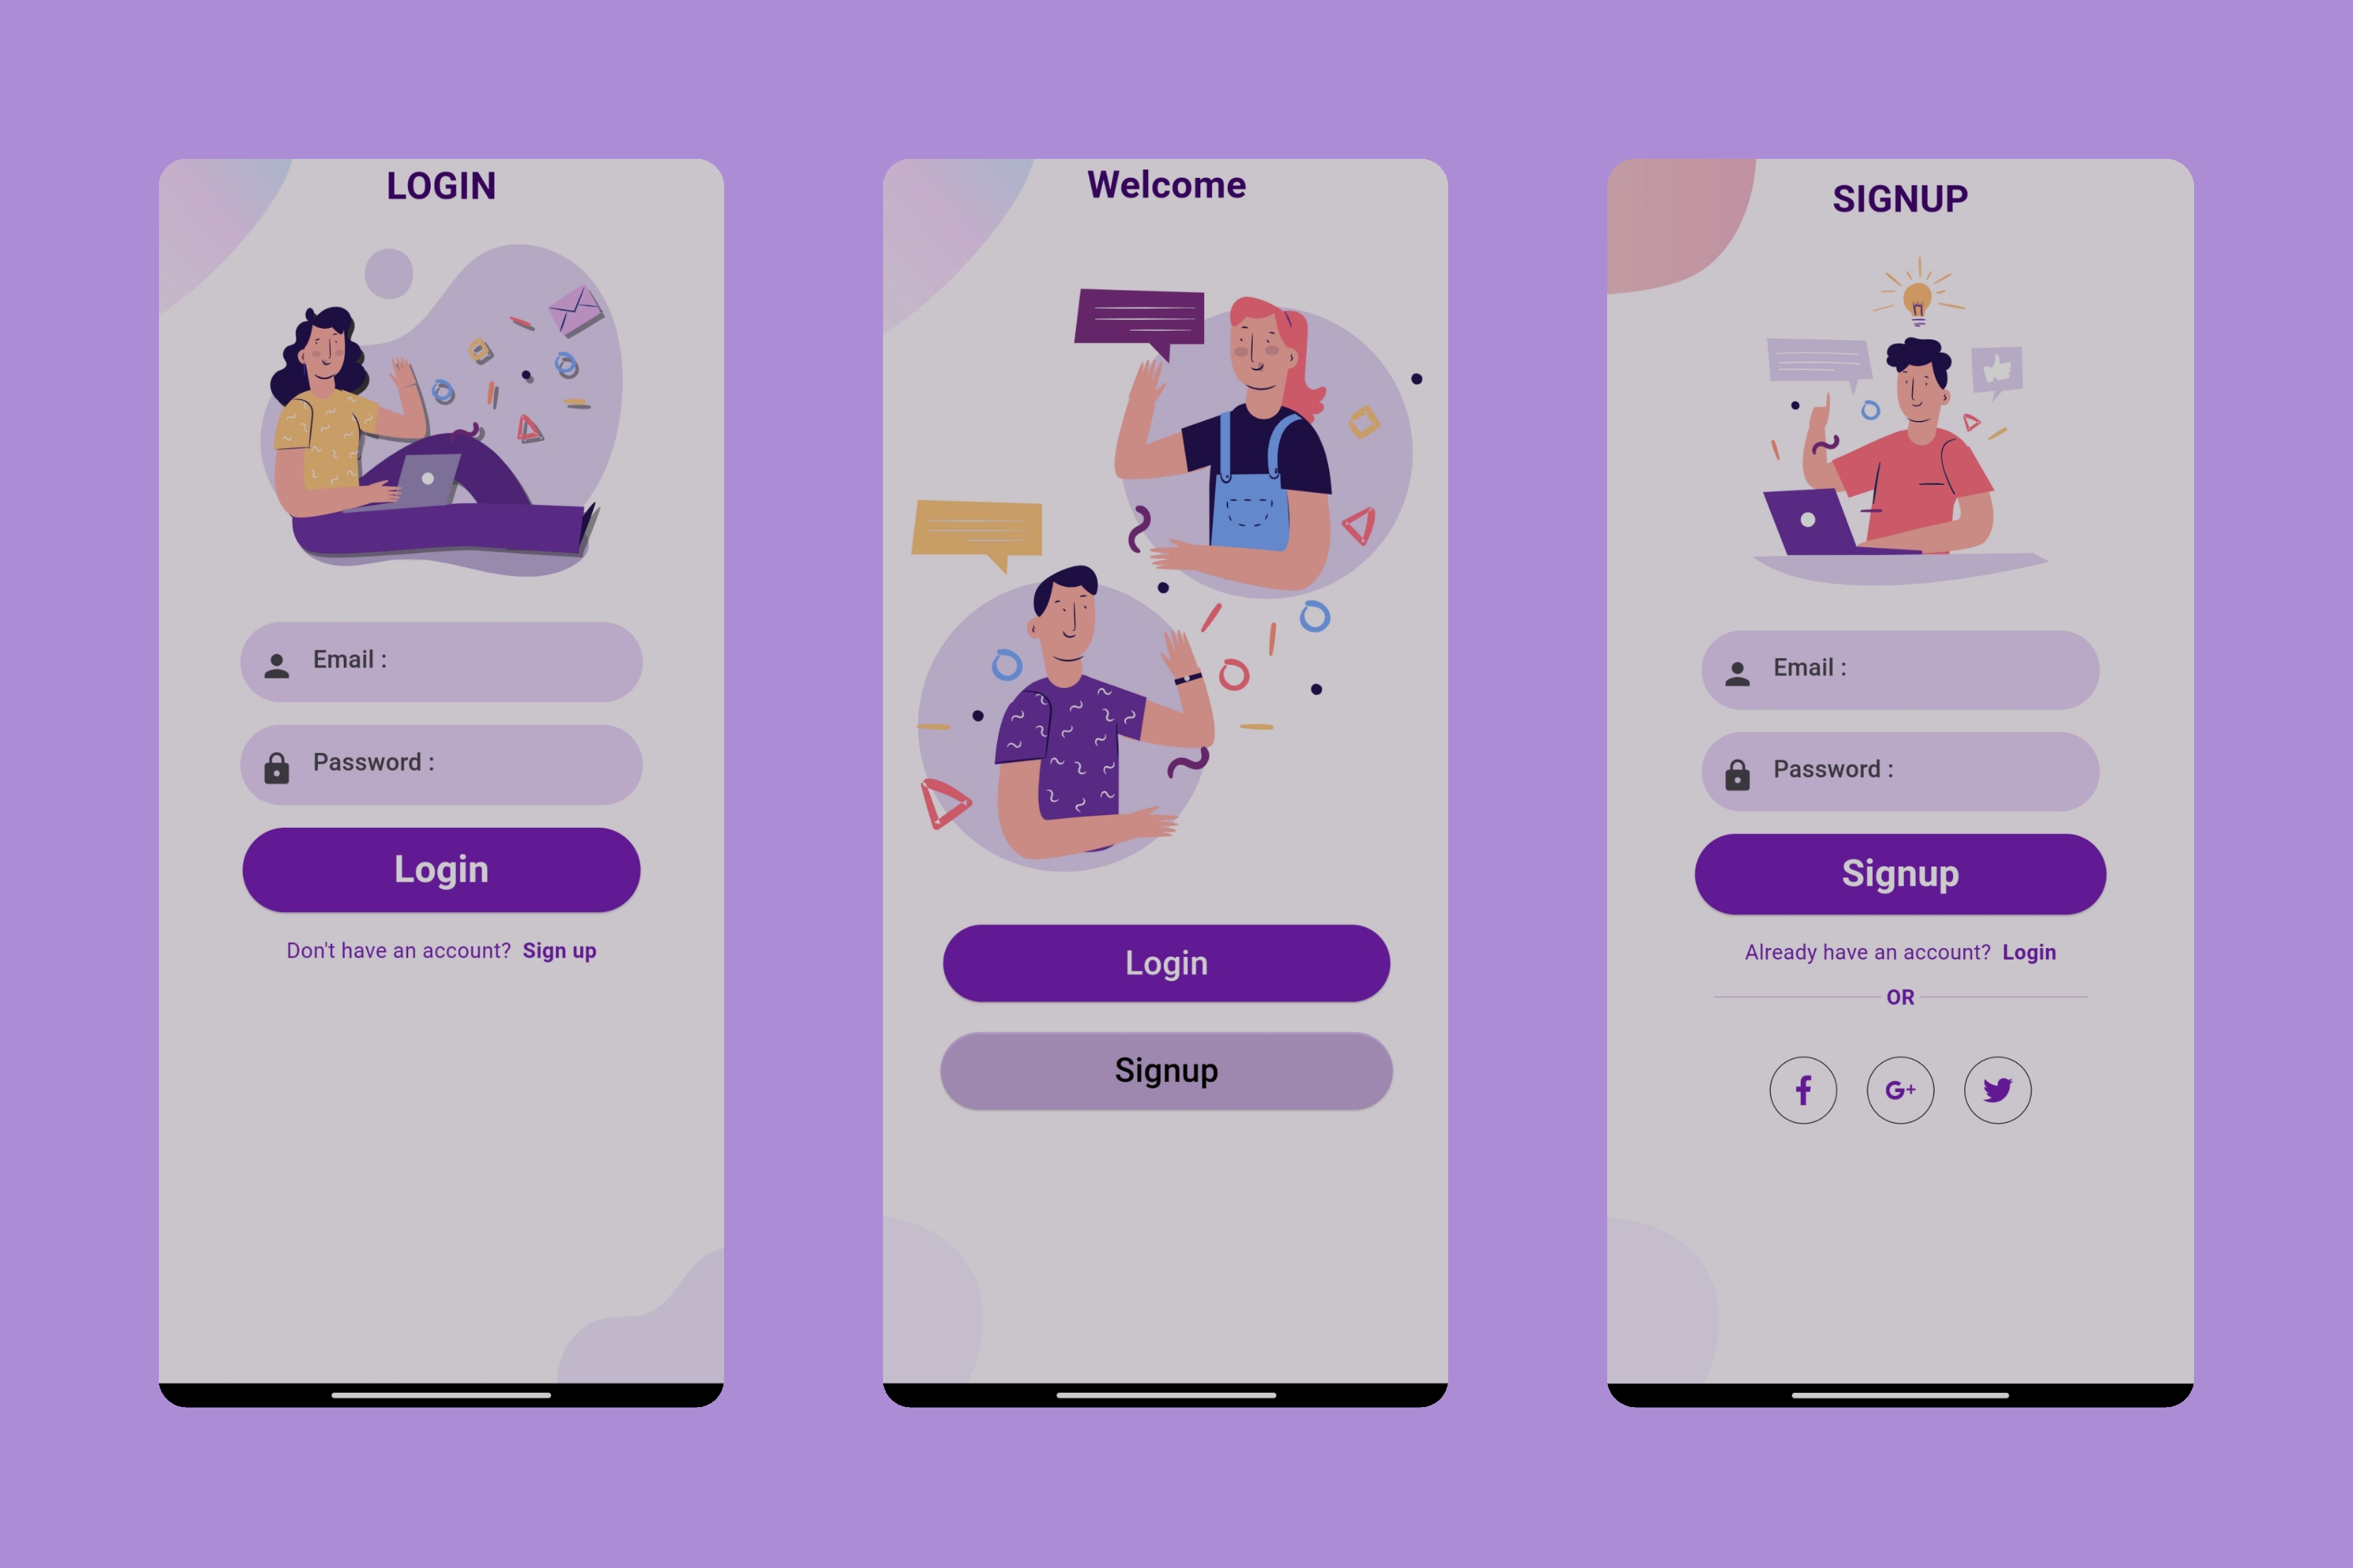 LOGIN
Email :
Password :
Login
Don't have an account? Sign up
Welcome
Login
Signup
SIGNUP
Email :
Password :
Signup
Already have an account? Login
OR
f
G+